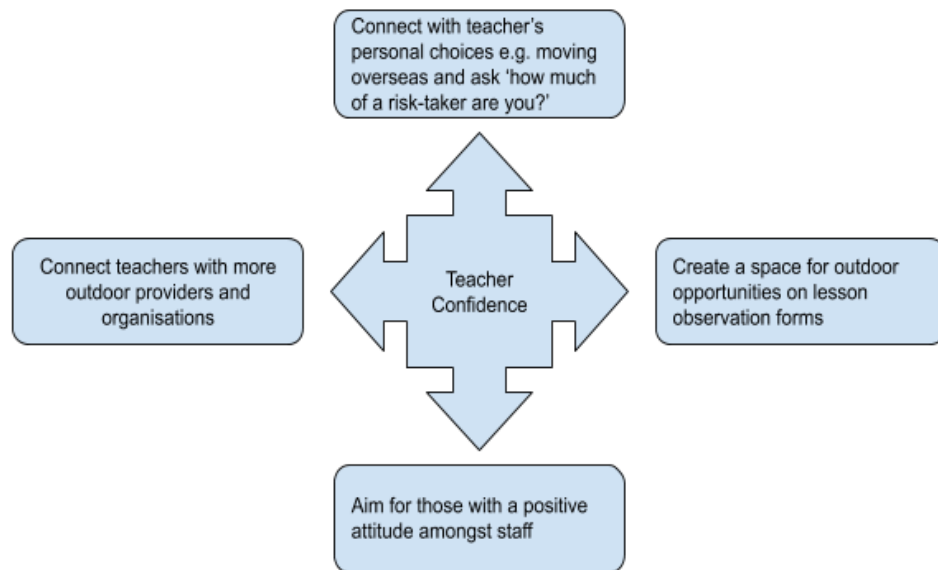 Connect with teacher’s
personal choices e.g. moving
overseas and ask ‘how much
of a risk-taker are you?’
Connect teachers with more
outdoor providers and
organisations
Teacher
Confidence
Create a space for outdoor
opportunities on lesson
observation forms
Aim for those with a positive
attitude amongst staff